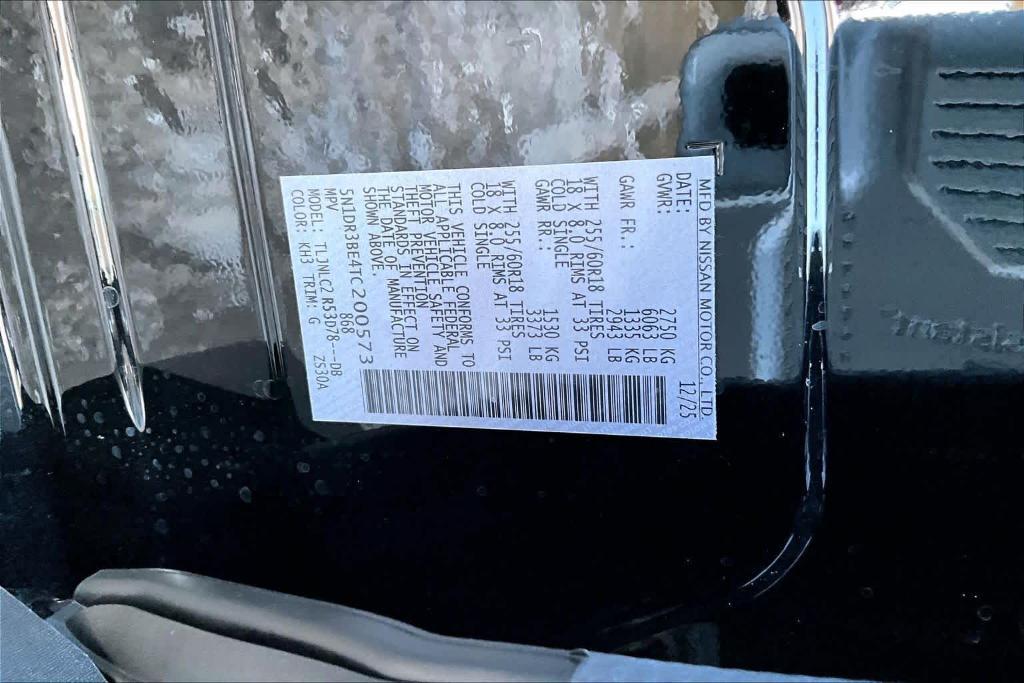 MFD BY NISSAN MOTOR CO., LTD.
DATE: 12/25
GVWR: 2750 KG
6063 LB
GAWR FR.: 1335 KG
2943 LB
WITH 255/60R18 TIRES
18 X 8.0 RIMS AT 33 PSI
COLD SINGLE
GAWR RR.: 1530 KG
3373 LB
WITH 255/60R18 TIRES
18 X 8.0 RIMS AT 33 PSI
COLD SINGLE
THIS VEHICLE CONFORMS TO
ALL APPLICABLE FEDERAL
MOTOR VEHICLE SAFETY AND
THEFT PREVENTION
STANDARDS IN EFFECT ON
THE DATE OF MANUFACTURE
SHOWN ABOVE.
5N1DR3BE4TC200573
MPV 868
MODEL: TLJNLC2 R53D78---DB
COLOR: KH3 TRIM: G Z530A